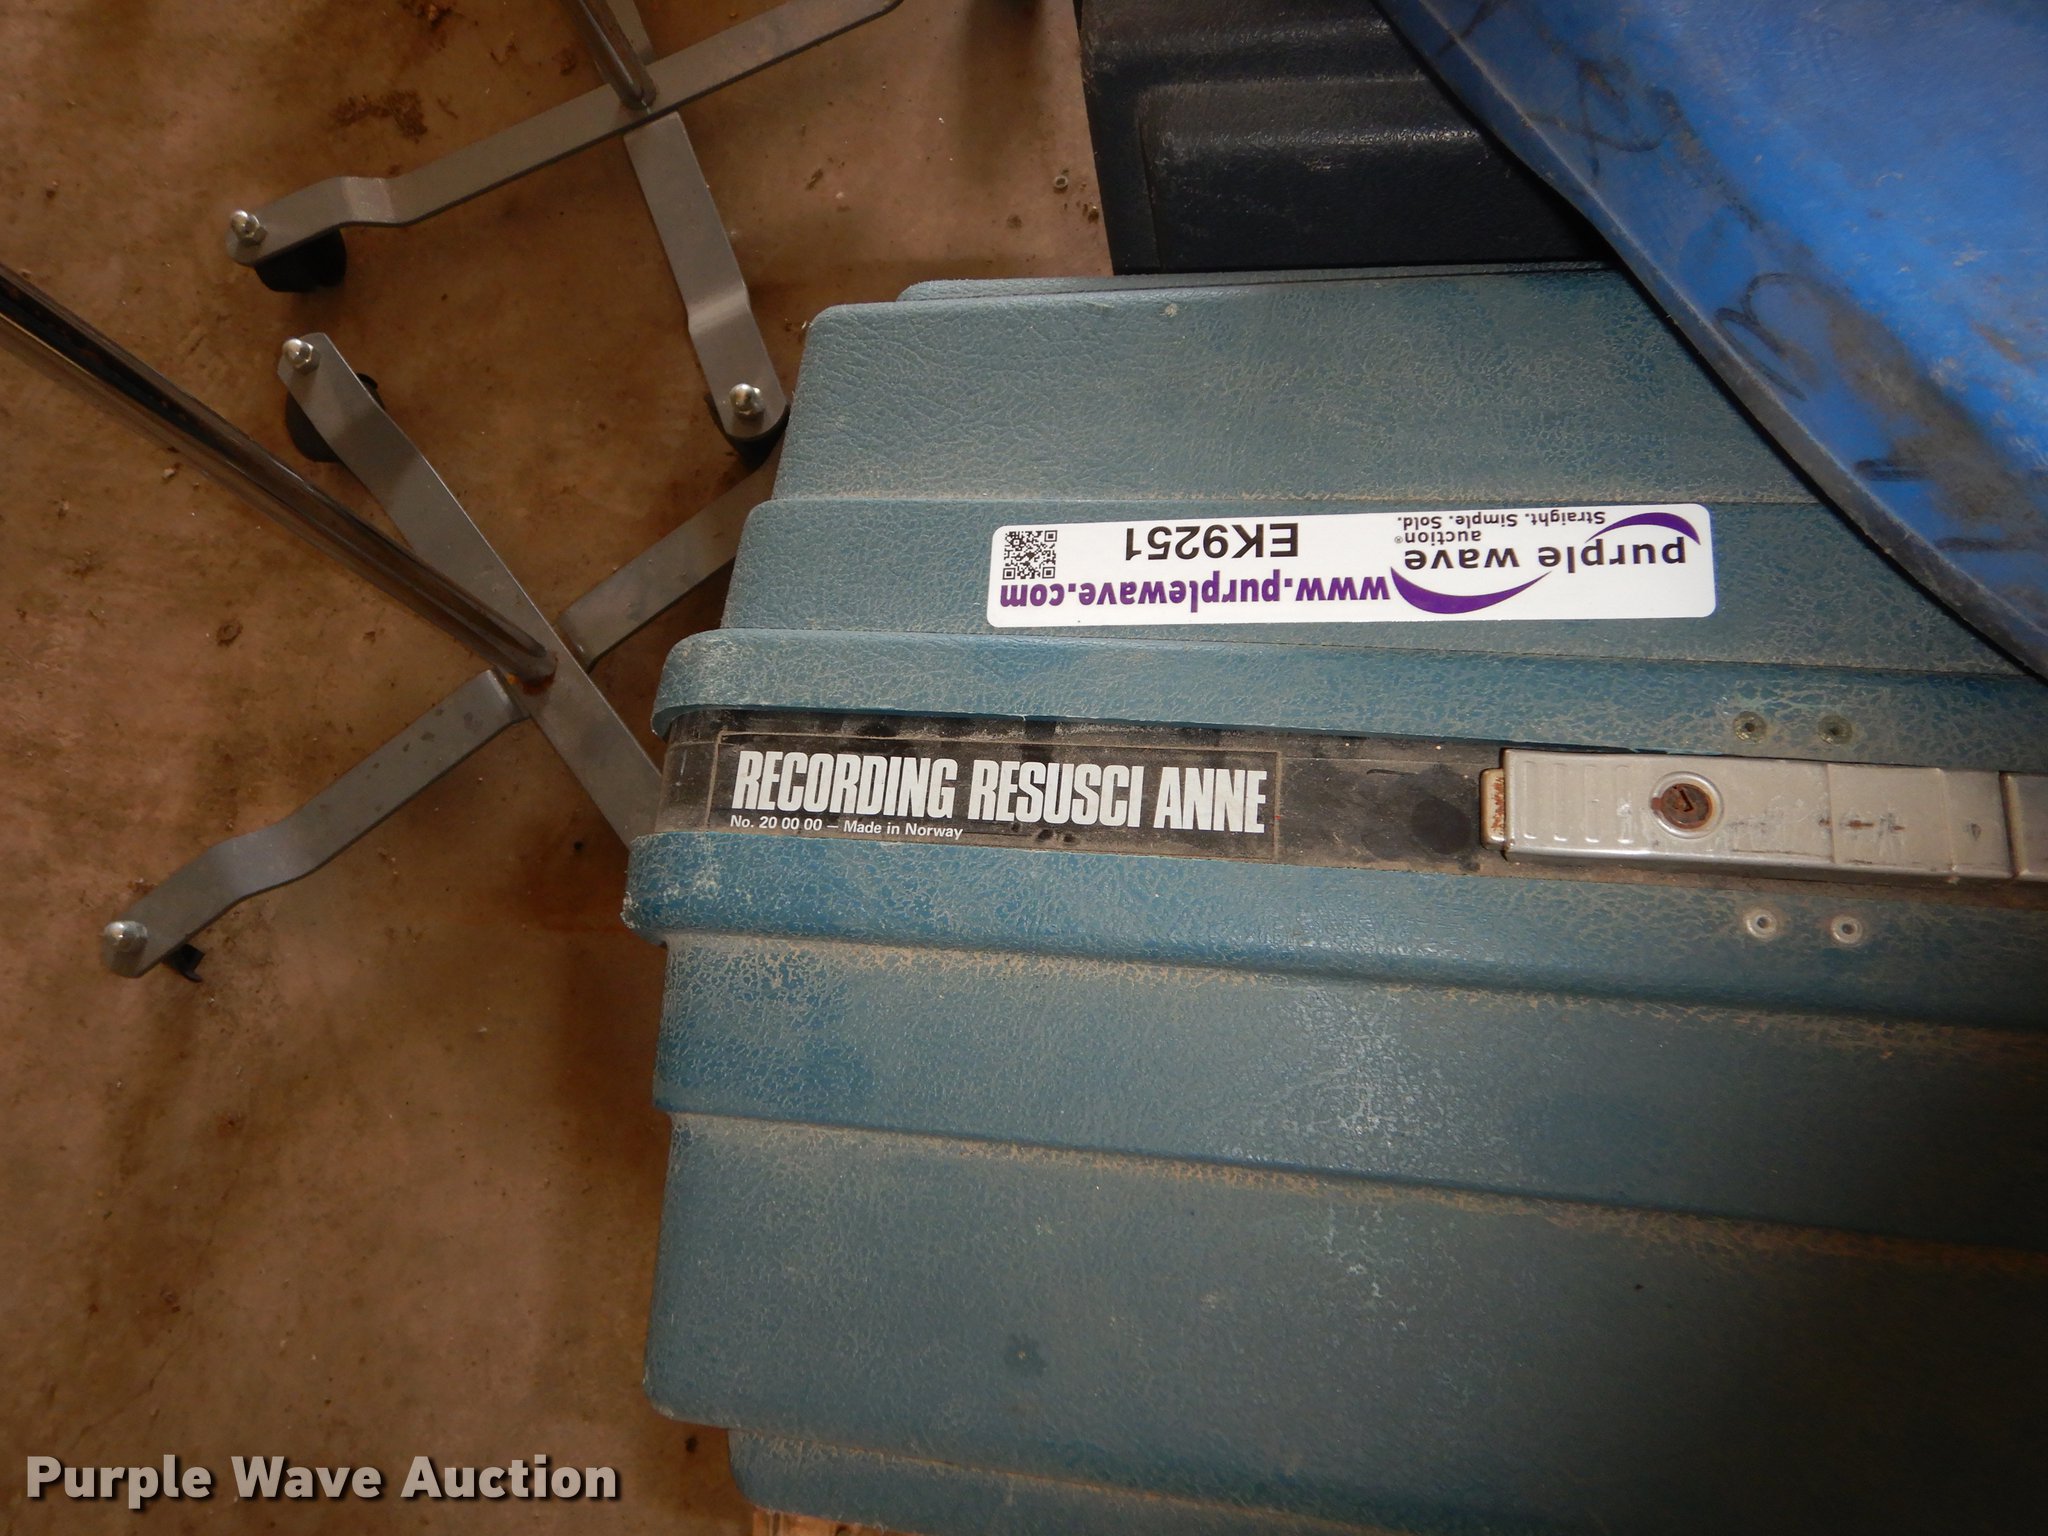 www.purplewave.com
EK9251
purple wave
auction®
Straight. Simple. Sold.
RECORDING RESUSCI ANNE
No. 20 00 00 – Made in Norway
Purple Wave Auction